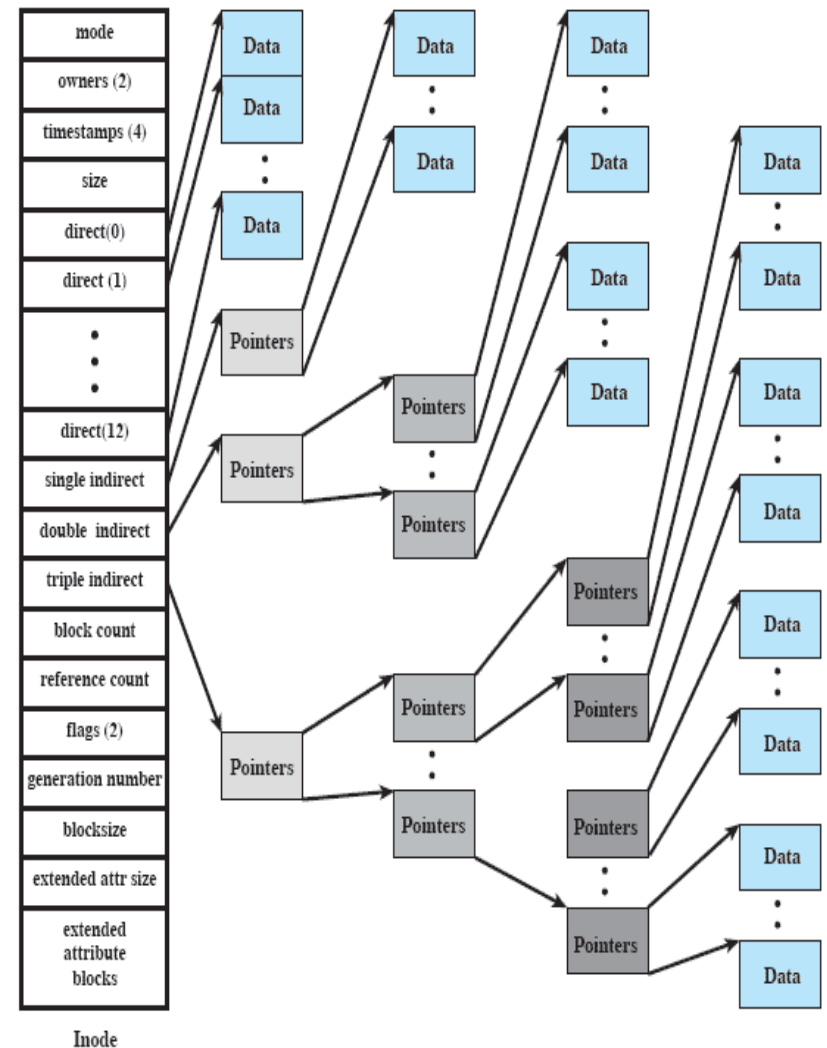 mode
owners (2)
timestamps (4)
size
direct(0)
direct (1)
direct(12)
single indirect
double indirect
triple indirect
block count
reference count
flags (2)
generation number
blocksize
extended attr size
extended
attribute
blocks
Inode
Data
Data
Data
Pointers
Pointers
Pointers
Data
Data
Pointers
Pointers
Pointers
Pointers
Data
Data
Data
Data
Pointers
Pointers
Pointers
Pointers
Data
Data
Data
Data
Data
Data
Data
Data